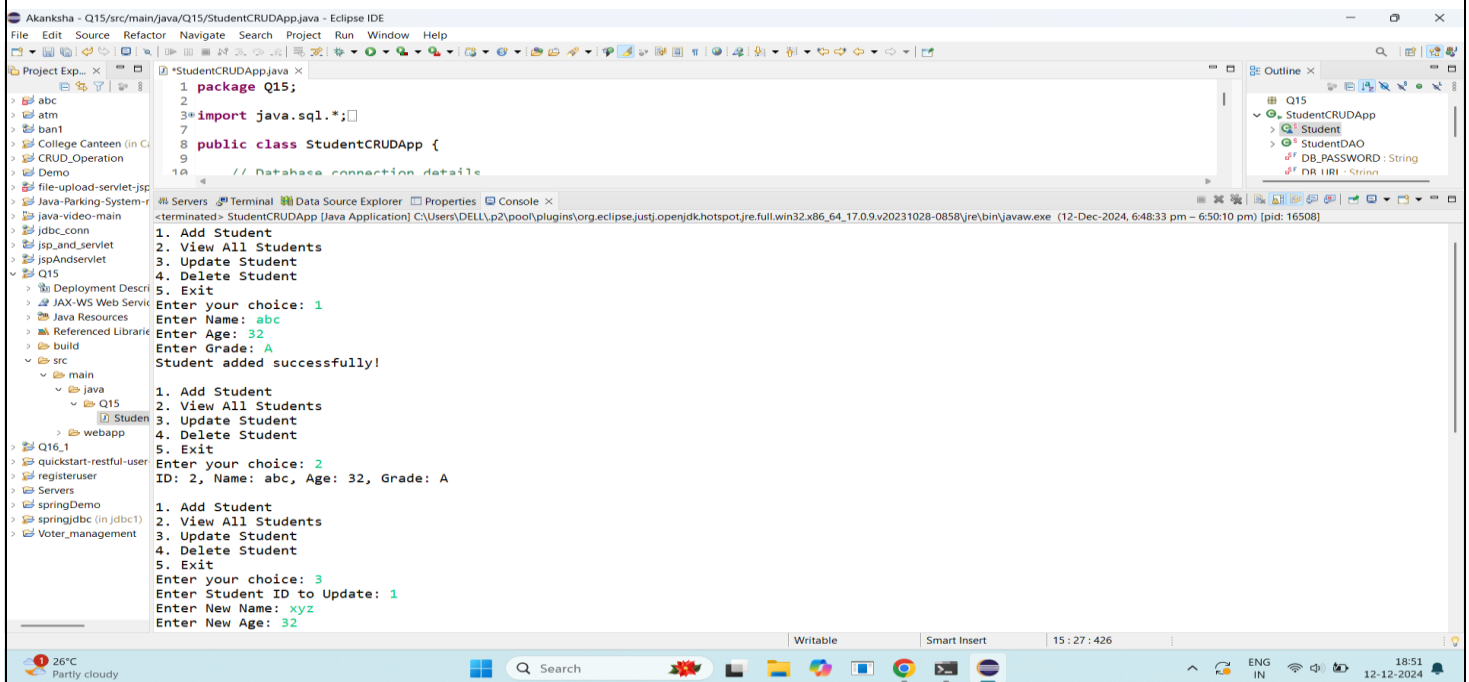 Akanksha - Q15/src/main/java/Q15/StudentCRUDApp.java - Eclipse IDE
File Edit Source Refactor Navigate Search Project Run Window Help
Project Exp...
abc
atm
ban1
College Canteen (in Ca
CRUD_Operation
Demo
file-upload-servlet-jsp
Java-Parking-System-r
java-video-main
jdbc_conn
jsp_and_servlet
jspAndservlet
Q15
Deployment Descri
JAX-WS Web Servic
Java Resources
Referenced Librarie
build
src
main
java
Q15
Studen
webapp
Q16_1
quickstart-restful-user
registeruser
Servers
springDemo
springjdbc (in jdbc1)
Voter_management
*StudentCRUDApp.java
1 package Q15;
2
3 import java.sql.*;
7
8 public class StudentCRUDApp {
9
10 // Database connection details
Outline
Q15
StudentCRUDApp
Student
StudentDAO
DB_PASSWORD : String
DB_URL : String
Servers Terminal Data Source Explorer Properties Console
<terminated> StudentCRUDApp [Java Application] C:\Users\DELL\.p2\pool\plugins\org.eclipse.justj.openjdk.hotspot.jre.full.win32.x86_64_17.0.9.v20231028-0858\jre\bin\javaw.exe (12-Dec-2024, 6:48:33 pm – 6:50:10 pm) [pid: 16508]
1. Add Student
2. View All Students
3. Update Student
4. Delete Student
5. Exit
Enter your choice: 1
Enter Name: abc
Enter Age: 32
Enter Grade: A
Student added successfully!
1. Add Student
2. View All Students
3. Update Student
4. Delete Student
5. Exit
Enter your choice: 2
ID: 2, Name: abc, Age: 32, Grade: A
1. Add Student
2. View All Students
3. Update Student
4. Delete Student
5. Exit
Enter your choice: 3
Enter Student ID to Update: 1
Enter New Name: xyz
Enter New Age: 32
Writable Smart Insert 15 : 27 : 426
1
26°C
Partly cloudy
Search
ENG
IN
18:51
12-12-2024